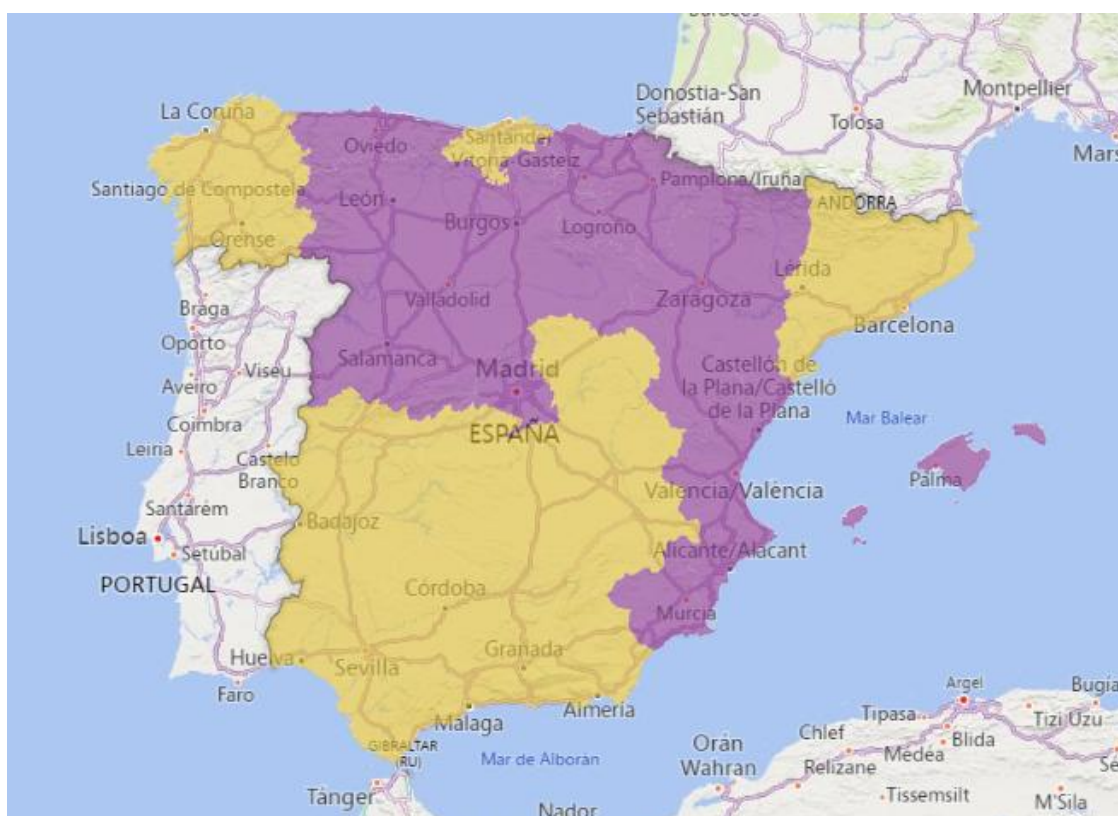 Donostia-San
Sebastián
Montpellier
Tolosa
Mars
La Coruña
Oviedo
Santander
Vitoria-Gasteiz
Pamplona/Iruña
ANDORRA
Santiago de Compostela
León
Burgos
Logroño
Orense
Lérida
Braga
Valladolid
Zaragoza
Barcelona
Oporto
Salamanca
Madrid
Castellón de
la Plana/Castelló
de la Plana
Viseu
Aveiro
Coimbra
Mar Balear
ESPAÑA
Leiria
Castelo
Branco
Palma
Santarém
Badajoz
València/València
Lisboa
Setúbal
Alicante/Alacant
PORTUGAL
Córdoba
Murcia
Huelva
Sevilla
Granada
Faro
Málaga
Almería
Argel
Bugía
Tipasa
Tizi Uzu
GIBRALTAR
(RU)
Mar de Alborán
Orán
Wahran
Chlef
Medea
Blida
Relizane
Tánger
Tissemsilt
M'Sila
Nador